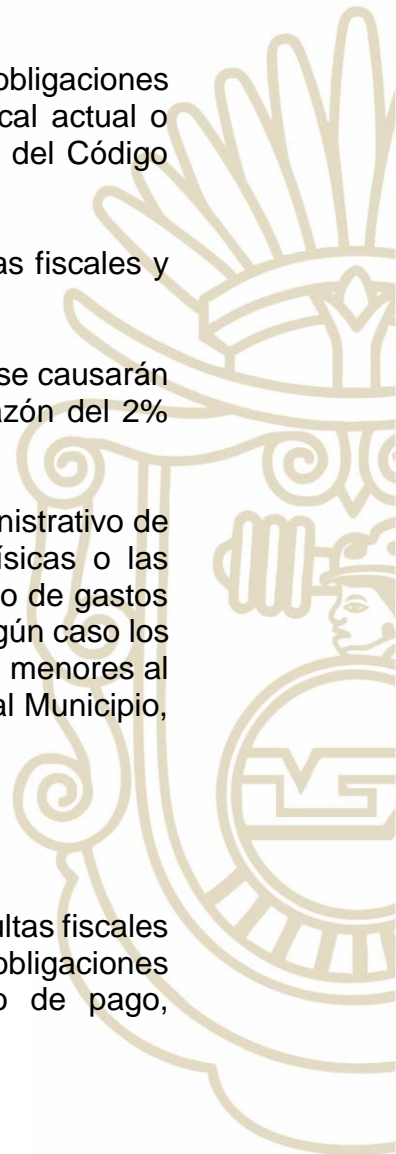 obligaciones
cal actual o
del Código
as fiscales y
se causarán
azón del 2%
nistrativo de
ísicas o las
o de gastos
gún caso los
menores al
al Municipio,
ultas fiscales
obligaciones
o de pago,